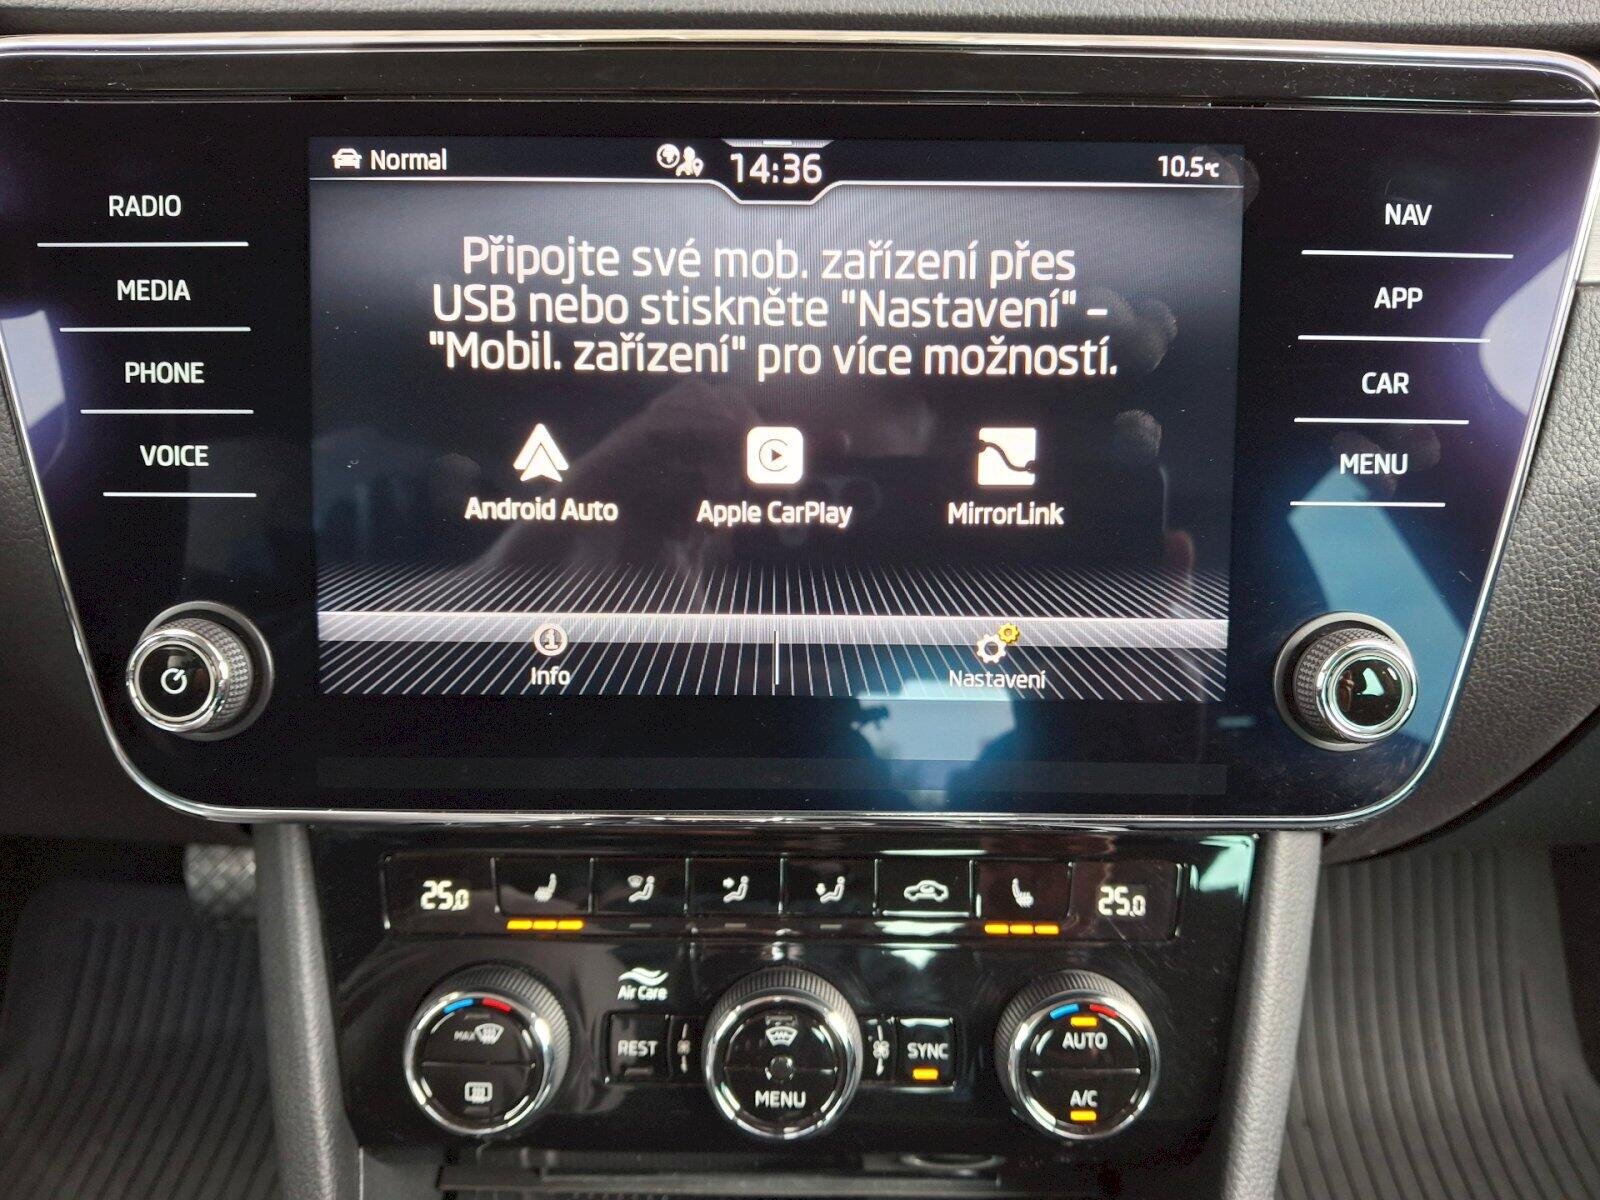 Normal
14:36
10.5°C
RADIO
MEDIA
PHONE
VOICE
NAV
APP
CAR
MENU
Připojte své mob. zařízení přes
USB nebo stiskněte "Nastavení" –
"Mobil. zařízení" pro více možností.
Android Auto
Apple CarPlay
MirrorLink
Info
Nastavení
25.0
25.0
Air Care
MAX
REST
MENU
SYNC
AUTO
A/C